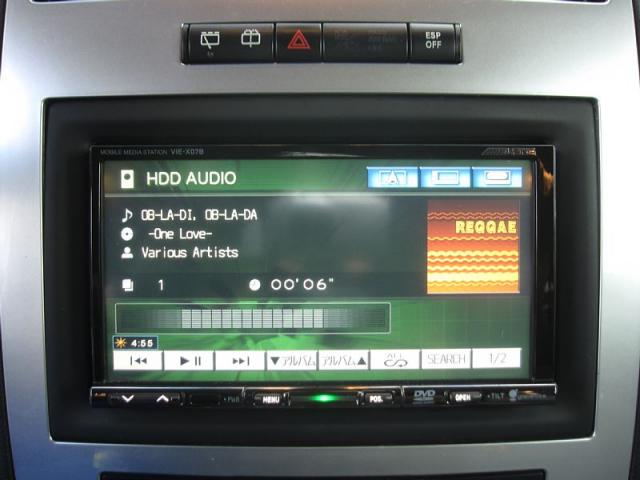 ESP
OFF
MOBILE MEDIA STATION VIE-X07B
HDD AUDIO
OB-LA-DI, OB-LA-DA
-One Love-
Various Artists
REGGAE
1 00'06"
4:55
▼アルバム アルバム▲ ALL SEARCH 1/2
MENU POS. DVD OPEN TILT